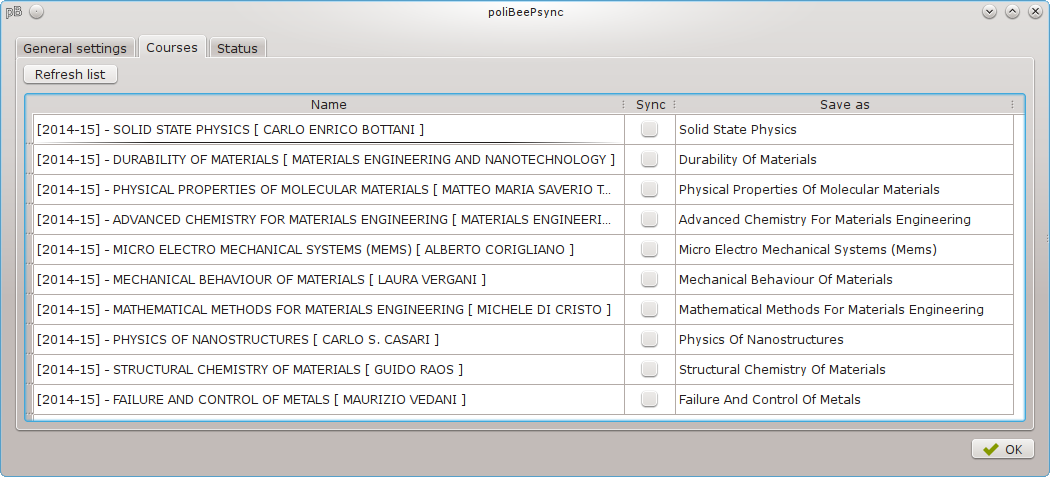 pB
poliBeePsync
General settings Courses Status
Refresh list
Name Sync Save as
[2014-15] - SOLID STATE PHYSICS [ CARLO ENRICO BOTTANI ] Solid State Physics
[2014-15] - DURABILITY OF MATERIALS [ MATERIALS ENGINEERING AND NANOTECHNOLOGY ] Durability Of Materials
[2014-15] - PHYSICAL PROPERTIES OF MOLECULAR MATERIALS [ MATTEO MARIA SAVERIO T... Physical Properties Of Molecular Materials
[2014-15] - ADVANCED CHEMISTRY FOR MATERIALS ENGINEERING [ MATERIALS ENGINEERI... Advanced Chemistry For Materials Engineering
[2014-15] - MICRO ELECTRO MECHANICAL SYSTEMS (MEMS) [ ALBERTO CORIGLIANO ] Micro Electro Mechanical Systems (Mems)
[2014-15] - MECHANICAL BEHAVIOUR OF MATERIALS [ LAURA VERGANI ] Mechanical Behaviour Of Materials
[2014-15] - MATHEMATICAL METHODS FOR MATERIALS ENGINEERING [ MICHELE DI CRISTO ] Mathematical Methods For Materials Engineering
[2014-15] - PHYSICS OF NANOSTRUCTURES [ CARLO S. CASARI ] Physics Of Nanostructures
[2014-15] - STRUCTURAL CHEMISTRY OF MATERIALS [ GUIDO RAOS ] Structural Chemistry Of Materials
[2014-15] - FAILURE AND CONTROL OF METALS [ MAURIZIO VEDANI ] Failure And Control Of Metals
OK